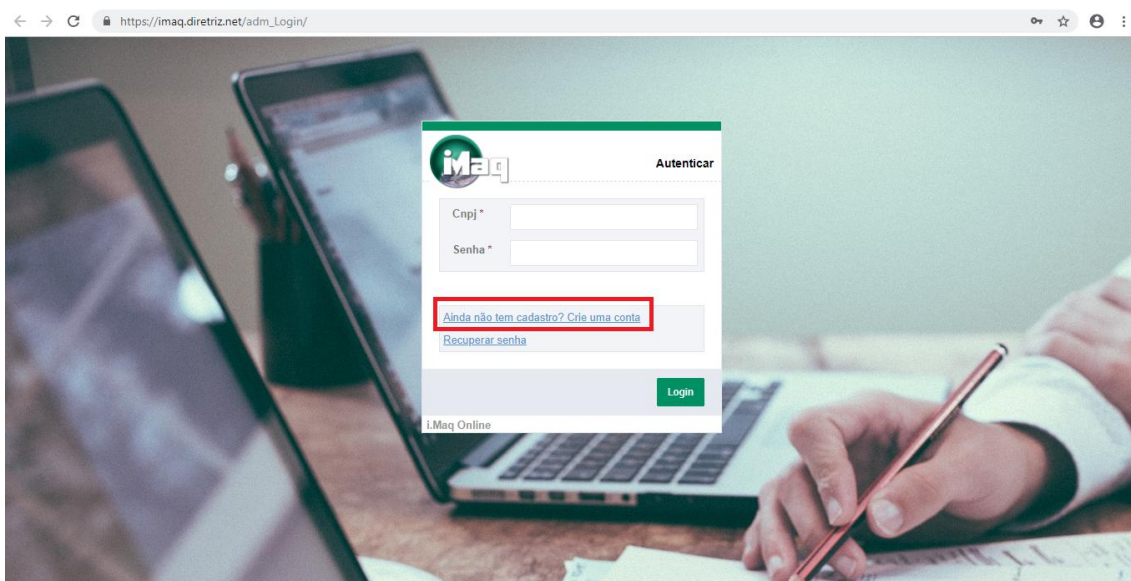 https://imaq.diretriz.net/adm_Login/
iMaq
Autenticar
Cnpj *
Senha *
Ainda não tem cadastro? Crie uma conta
Recuperar senha
Login
i.Maq Online